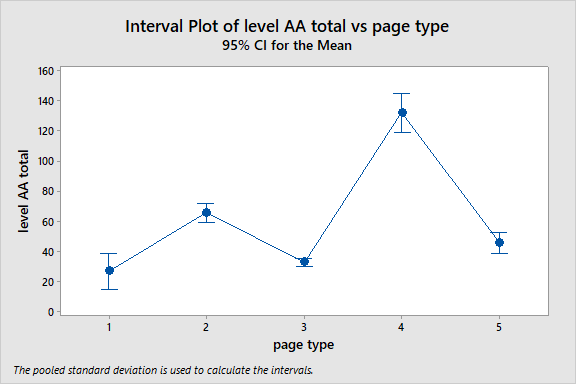 Interval Plot of level AA total vs page type
95% CI for the Mean
160
140
120
100
80
60
40
20
0
level AA total
1 2 3 4 5
page type
The pooled standard deviation is used to calculate the intervals.